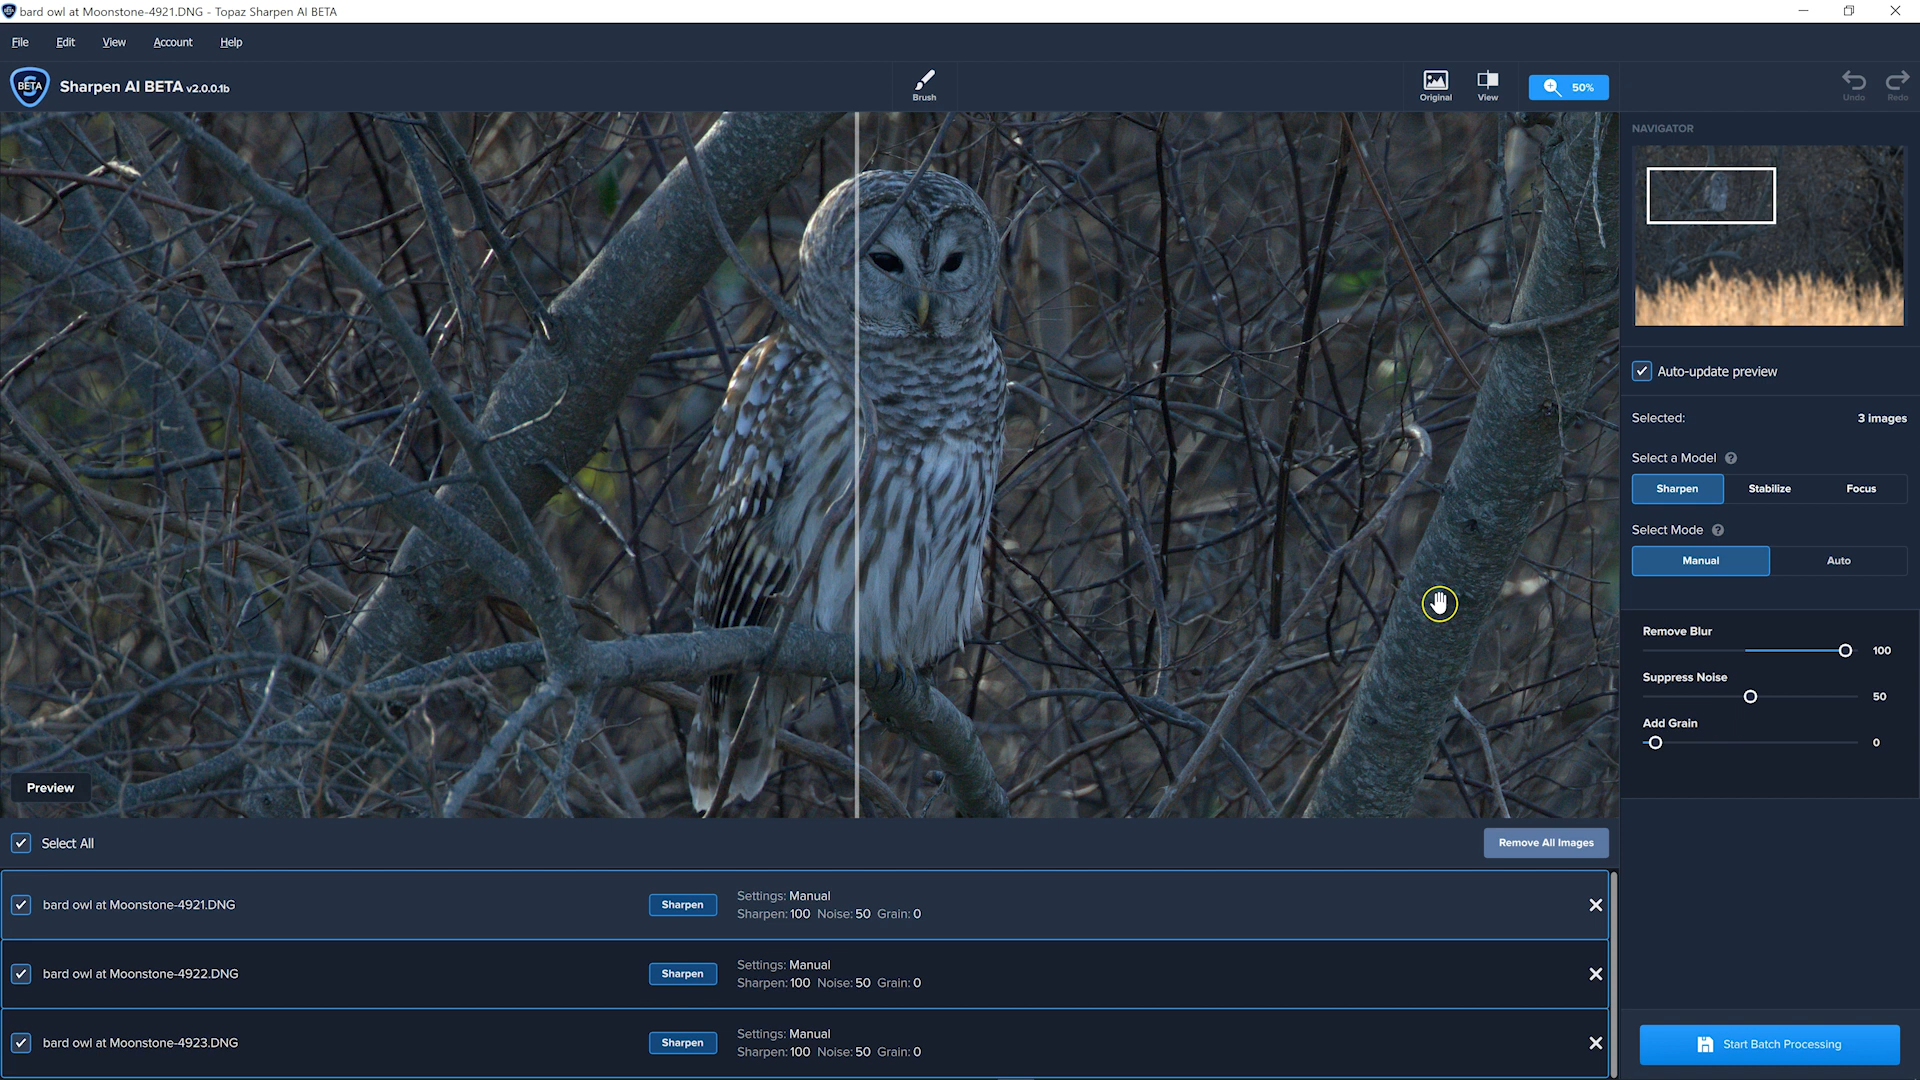 bard owl at Moonstone-4921.DNG - Topaz Sharpen AI BETA
File Edit View Account Help
BETA Sharpen AI BETA v2.0.0.1b
Brush
Original
View
50%
Undo
Redo
NAVIGATOR
Auto-update preview
Selected: 3 images
Select a Model ?
Sharpen Stabilize Focus
Select Mode ?
Manual Auto
Remove Blur
100
Suppress Noise
50
Add Grain
0
Preview
Select All
Remove All Images
bard owl at Moonstone-4921.DNG
Sharpen
Settings: Manual
Sharpen: 100 Noise: 50 Grain: 0
bard owl at Moonstone-4922.DNG
Sharpen
Settings: Manual
Sharpen: 100 Noise: 50 Grain: 0
bard owl at Moonstone-4923.DNG
Sharpen
Settings: Manual
Sharpen: 100 Noise: 50 Grain: 0
Start Batch Processing